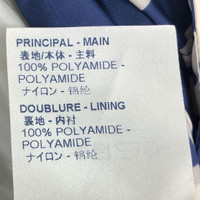 PRINCIPAL - MAIN
表地/本体 - 主料
100% POLYAMIDE -
POLYAMIDE
ナイロン - 锦纶
DOUBLURE - LINING
裏地 - 内衬
100% POLYAMIDE -
POLYAMIDE
ナイロン - 锦纶